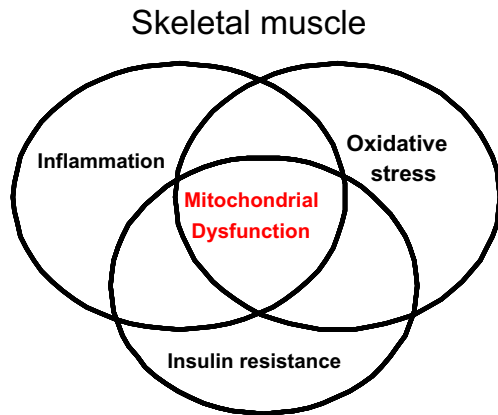 Skeletal muscle
Inflammation
Oxidative
stress
Mitochondrial
Dysfunction
Insulin resistance